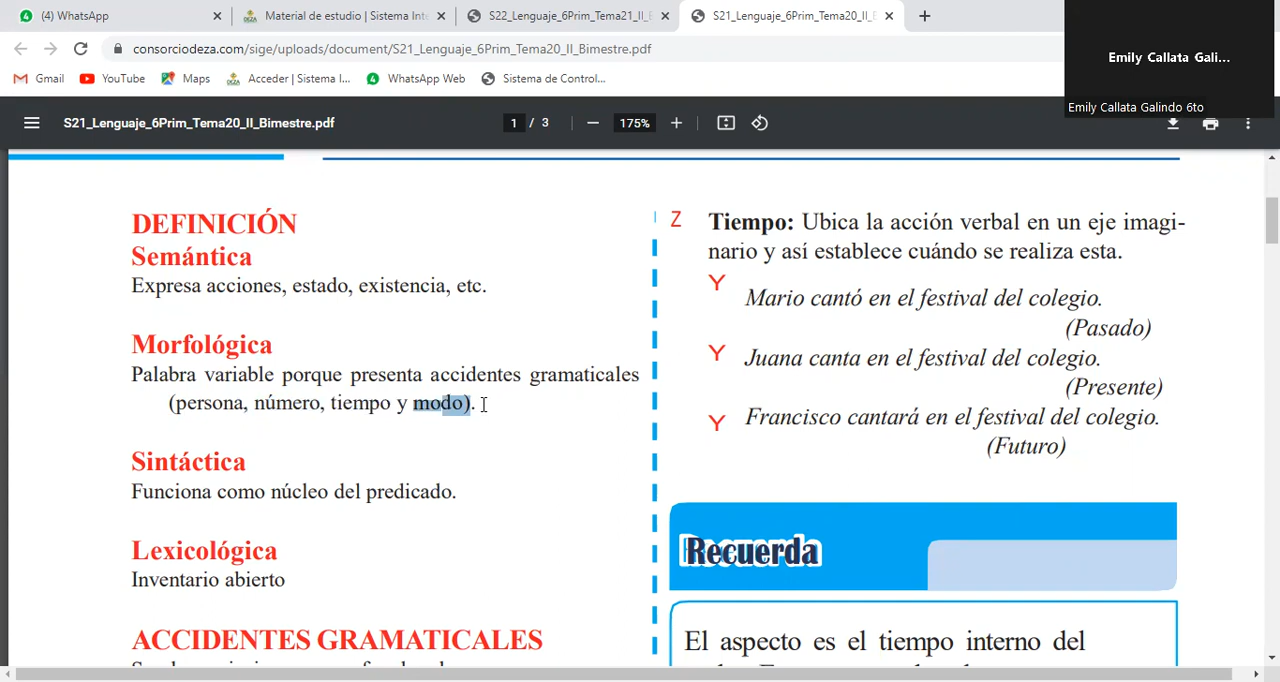 (4) WhatsApp
Material de estudio | Sistema Inte
S22_Lenguaje_6Prim_Tema21_II_E
S21_Lenguaje_6Prim_Tema20_II_E
consorciodeza.com/sige/uploads/document/S21_Lenguaje_6Prim_Tema20_II_Bimestre.pdf
Gmail
YouTube
Maps
Acceder | Sistema I...
WhatsApp Web
Sistema de Control...
Emily Callata Gali...
Emily Callata Galindo 6to
S21_Lenguaje_6Prim_Tema20_II_Bimestre.pdf
1 / 3
175%
DEFINICIÓN
Semántica
Expresa acciones, estado, existencia, etc.
Morfológica
Palabra variable porque presenta accidentes gramaticales
(persona, número, tiempo y modo).
Sintáctica
Funciona como núcleo del predicado.
Lexicológica
Inventario abierto
ACCIDENTES GRAMATICALES
Z Tiempo: Ubica la acción verbal en un eje imagi-
nario y así establece cuándo se realiza esta.
Y Mario cantó en el festival del colegio.
(Pasado)
Y Juana canta en el festival del colegio.
(Presente)
Y Francisco cantará en el festival del colegio.
(Futuro)
Recuerda
El aspecto es el tiempo interno del